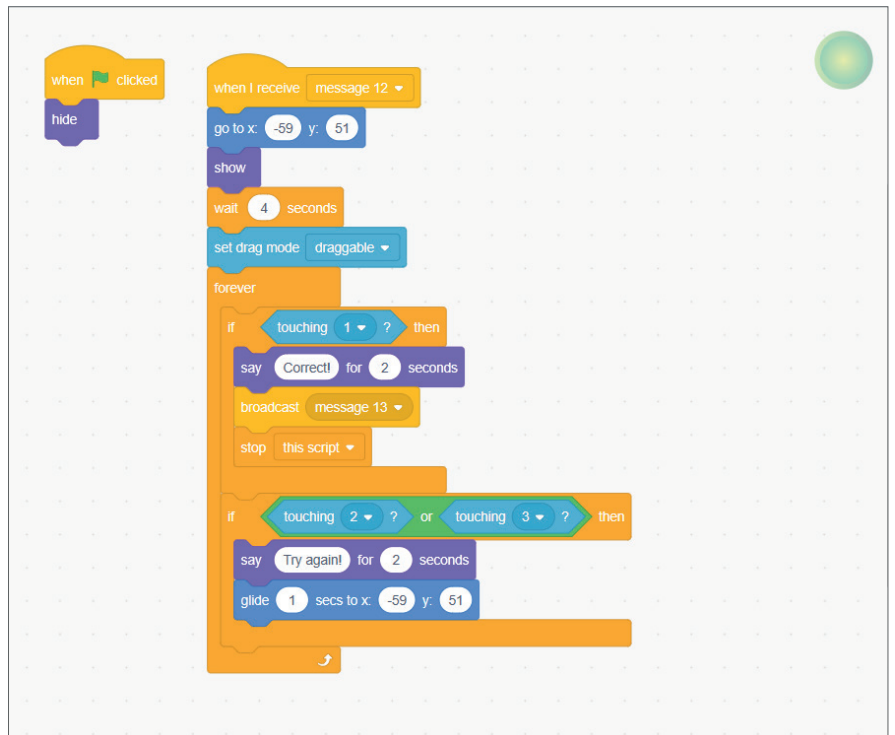 when clicked
hide
when I receive message 12
go to x: -59 y: 51
show
wait 4 seconds
set drag mode draggable
forever
if touching 1 ? then
say Correct! for 2 seconds
broadcast message 13
stop this script
if touching 2 ? or touching 3 ? then
say Try again! for 2 seconds
glide 1 secs to x: -59 y: 51